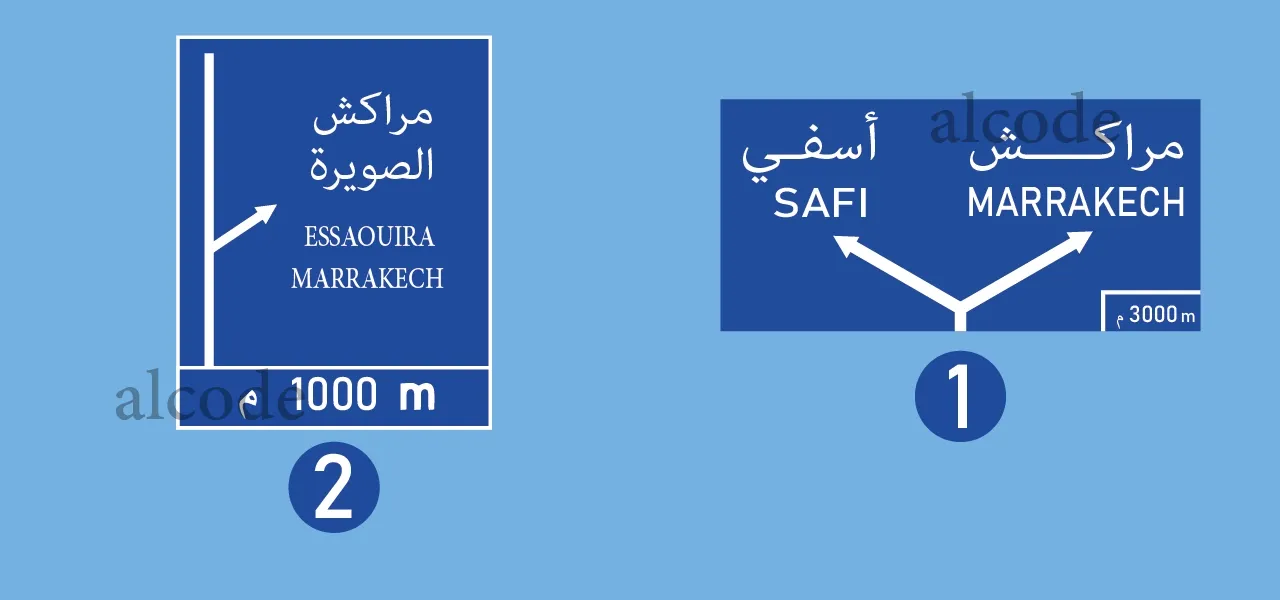 مراكش
الصويرة
ESSAOUIRA
MARRAKECH
م 1000 m
alcode
2
أسفي
مراكش
SAFI
MARRAKECH
م 3000 m
alcode
1